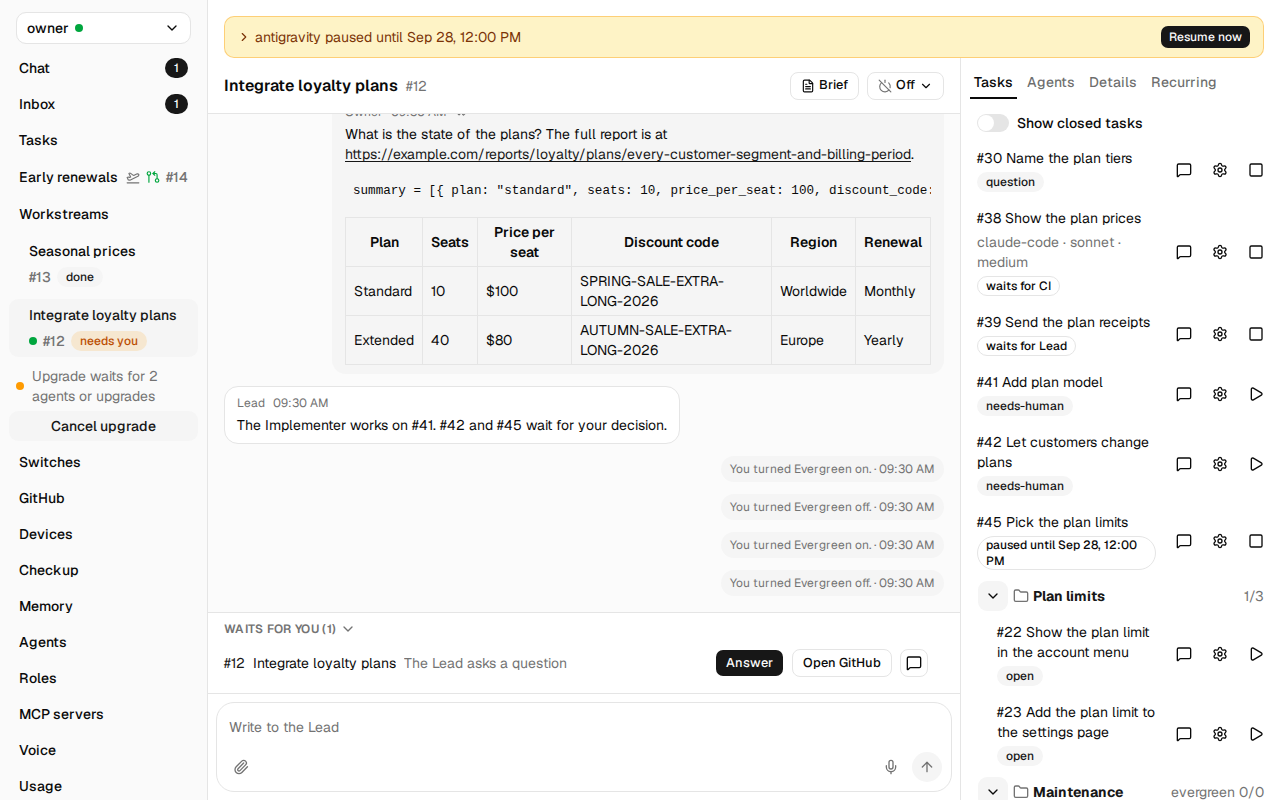 owner
Chat 1
Inbox 1
Tasks
Early renewals #14
Workstreams
Seasonal prices
#13 done
Integrate loyalty plans
#12 needs you
Upgrade waits for 2
agents or upgrades
Cancel upgrade
Switches
GitHub
Devices
Checkup
Memory
Agents
Roles
MCP servers
Voice
Usage
antigravity paused until Sep 28, 12:00 PM
Resume now
Integrate loyalty plans #12
Brief
Off
What is the state of the plans? The full report is at
https://example.com/reports/loyalty/plans/every-customer-segment-and-billing-period.
summary = [{ plan: "standard", seats: 10, price_per_seat: 100, discount_code:
Plan Seats Price per seat Discount code Region Renewal
Standard 10 $100 SPRING-SALE-EXTRA-LONG-2026 Worldwide Monthly
Extended 40 $80 AUTUMN-SALE-EXTRA-LONG-2026 Europe Yearly
Lead 09:30 AM
The Implementer works on #41. #42 and #45 wait for your decision.
You turned Evergreen on. · 09:30 AM
You turned Evergreen off. · 09:30 AM
You turned Evergreen on. · 09:30 AM
You turned Evergreen off. · 09:30 AM
WAITS FOR YOU (1)
#12 Integrate loyalty plans The Lead asks a question
Answer
Open GitHub
Write to the Lead
Tasks Agents Details Recurring
Show closed tasks
#30 Name the plan tiers
question
#38 Show the plan prices
claude-code · sonnet ·
medium
waits for CI
#39 Send the plan receipts
waits for Lead
#41 Add plan model
needs-human
#42 Let customers change
plans
needs-human
#45 Pick the plan limits
paused until Sep 28, 12:00
PM
Plan limits 1/3
#22 Show the plan limit
in the account menu
open
#23 Add the plan limit to
the settings page
open
Maintenance evergreen 0/0